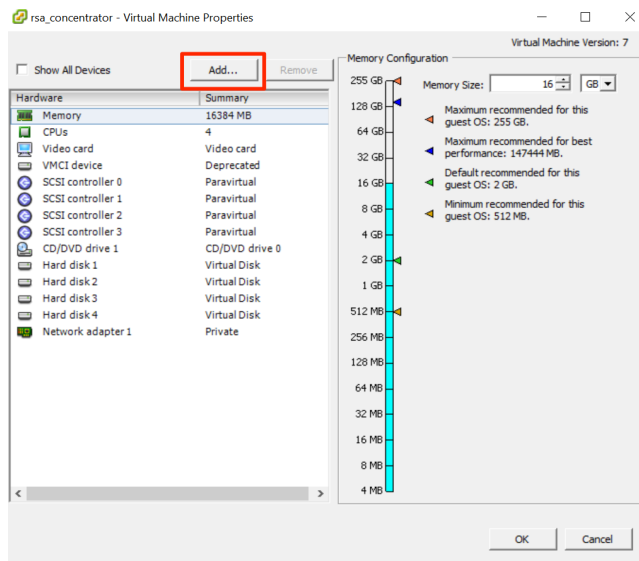 rsa_concentrator - Virtual Machine Properties
Virtual Machine Version: 7
Show All Devices
Add...
Remove
Hardware Summary
Memory 16384 MB
CPUs 4
Video card Video card
VMCI device Deprecated
SCSI controller 0 Paravirtual
SCSI controller 1 Paravirtual
SCSI controller 2 Paravirtual
SCSI controller 3 Paravirtual
CD/DVD drive 1 CD/DVD drive 0
Hard disk 1 Virtual Disk
Hard disk 2 Virtual Disk
Hard disk 3 Virtual Disk
Hard disk 4 Virtual Disk
Network adapter 1 Private
Memory Configuration
255 GB
128 GB
64 GB
32 GB
16 GB
8 GB
4 GB
2 GB
1 GB
512 MB
256 MB
128 MB
64 MB
32 MB
16 MB
8 MB
4 MB
Memory Size: 16 GB
Maximum recommended for this
guest OS: 255 GB.
Maximum recommended for best
performance: 147444 MB.
Default recommended for this
guest OS: 2 GB.
Minimum recommended for this
guest OS: 512 MB.
OK
Cancel